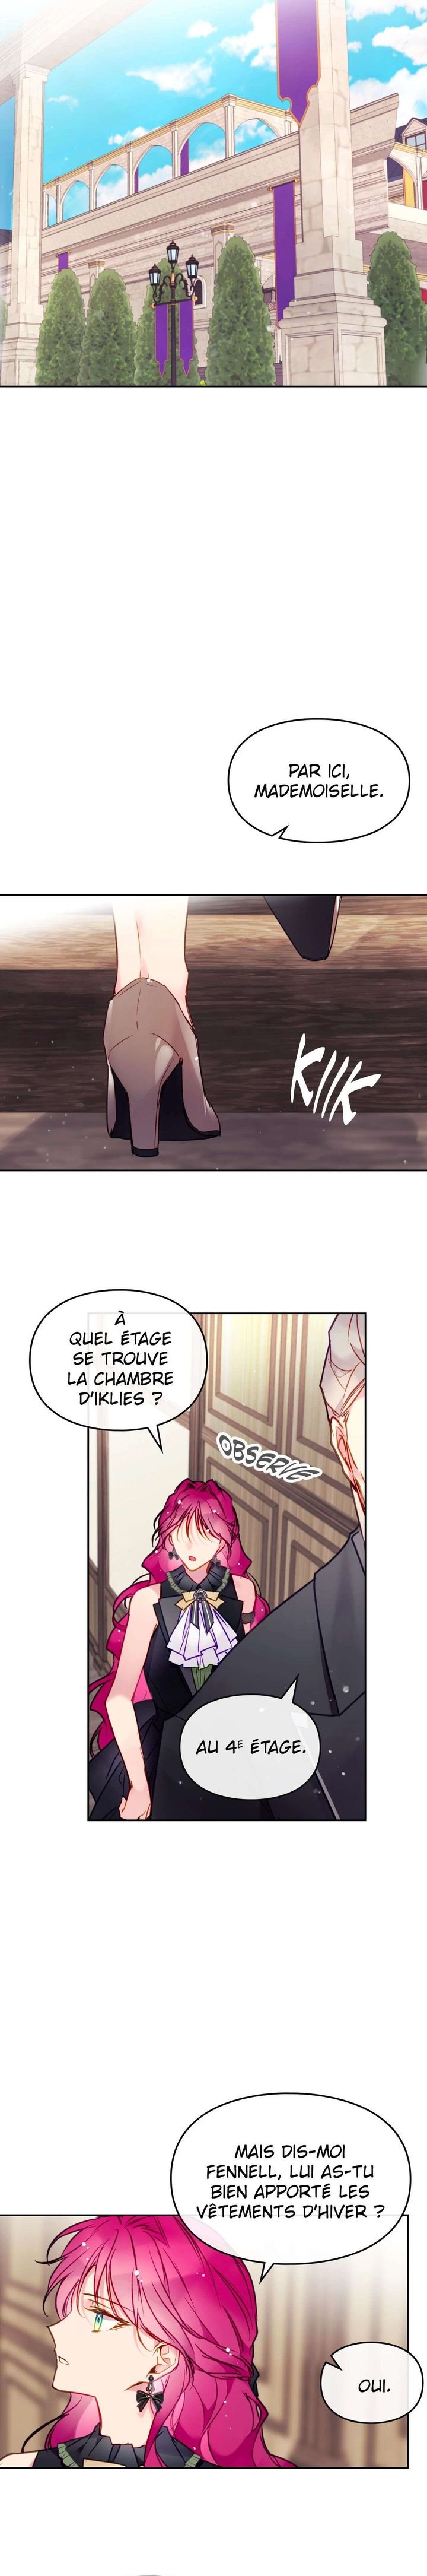 PAR ICI,
MADEMOISELLE.
KIIK
À
QUEL ÉTAGE
SE TROUVE
LA CHAMBRE
D'IKLIES ?
OBSERVE
AU 4E ÉTAGE.
MAIS DIS-MOI
FENNELL, LUI AS-TU
BIEN APPORTÉ LES
VÊTEMENTS D'HIVER ?
OUI.